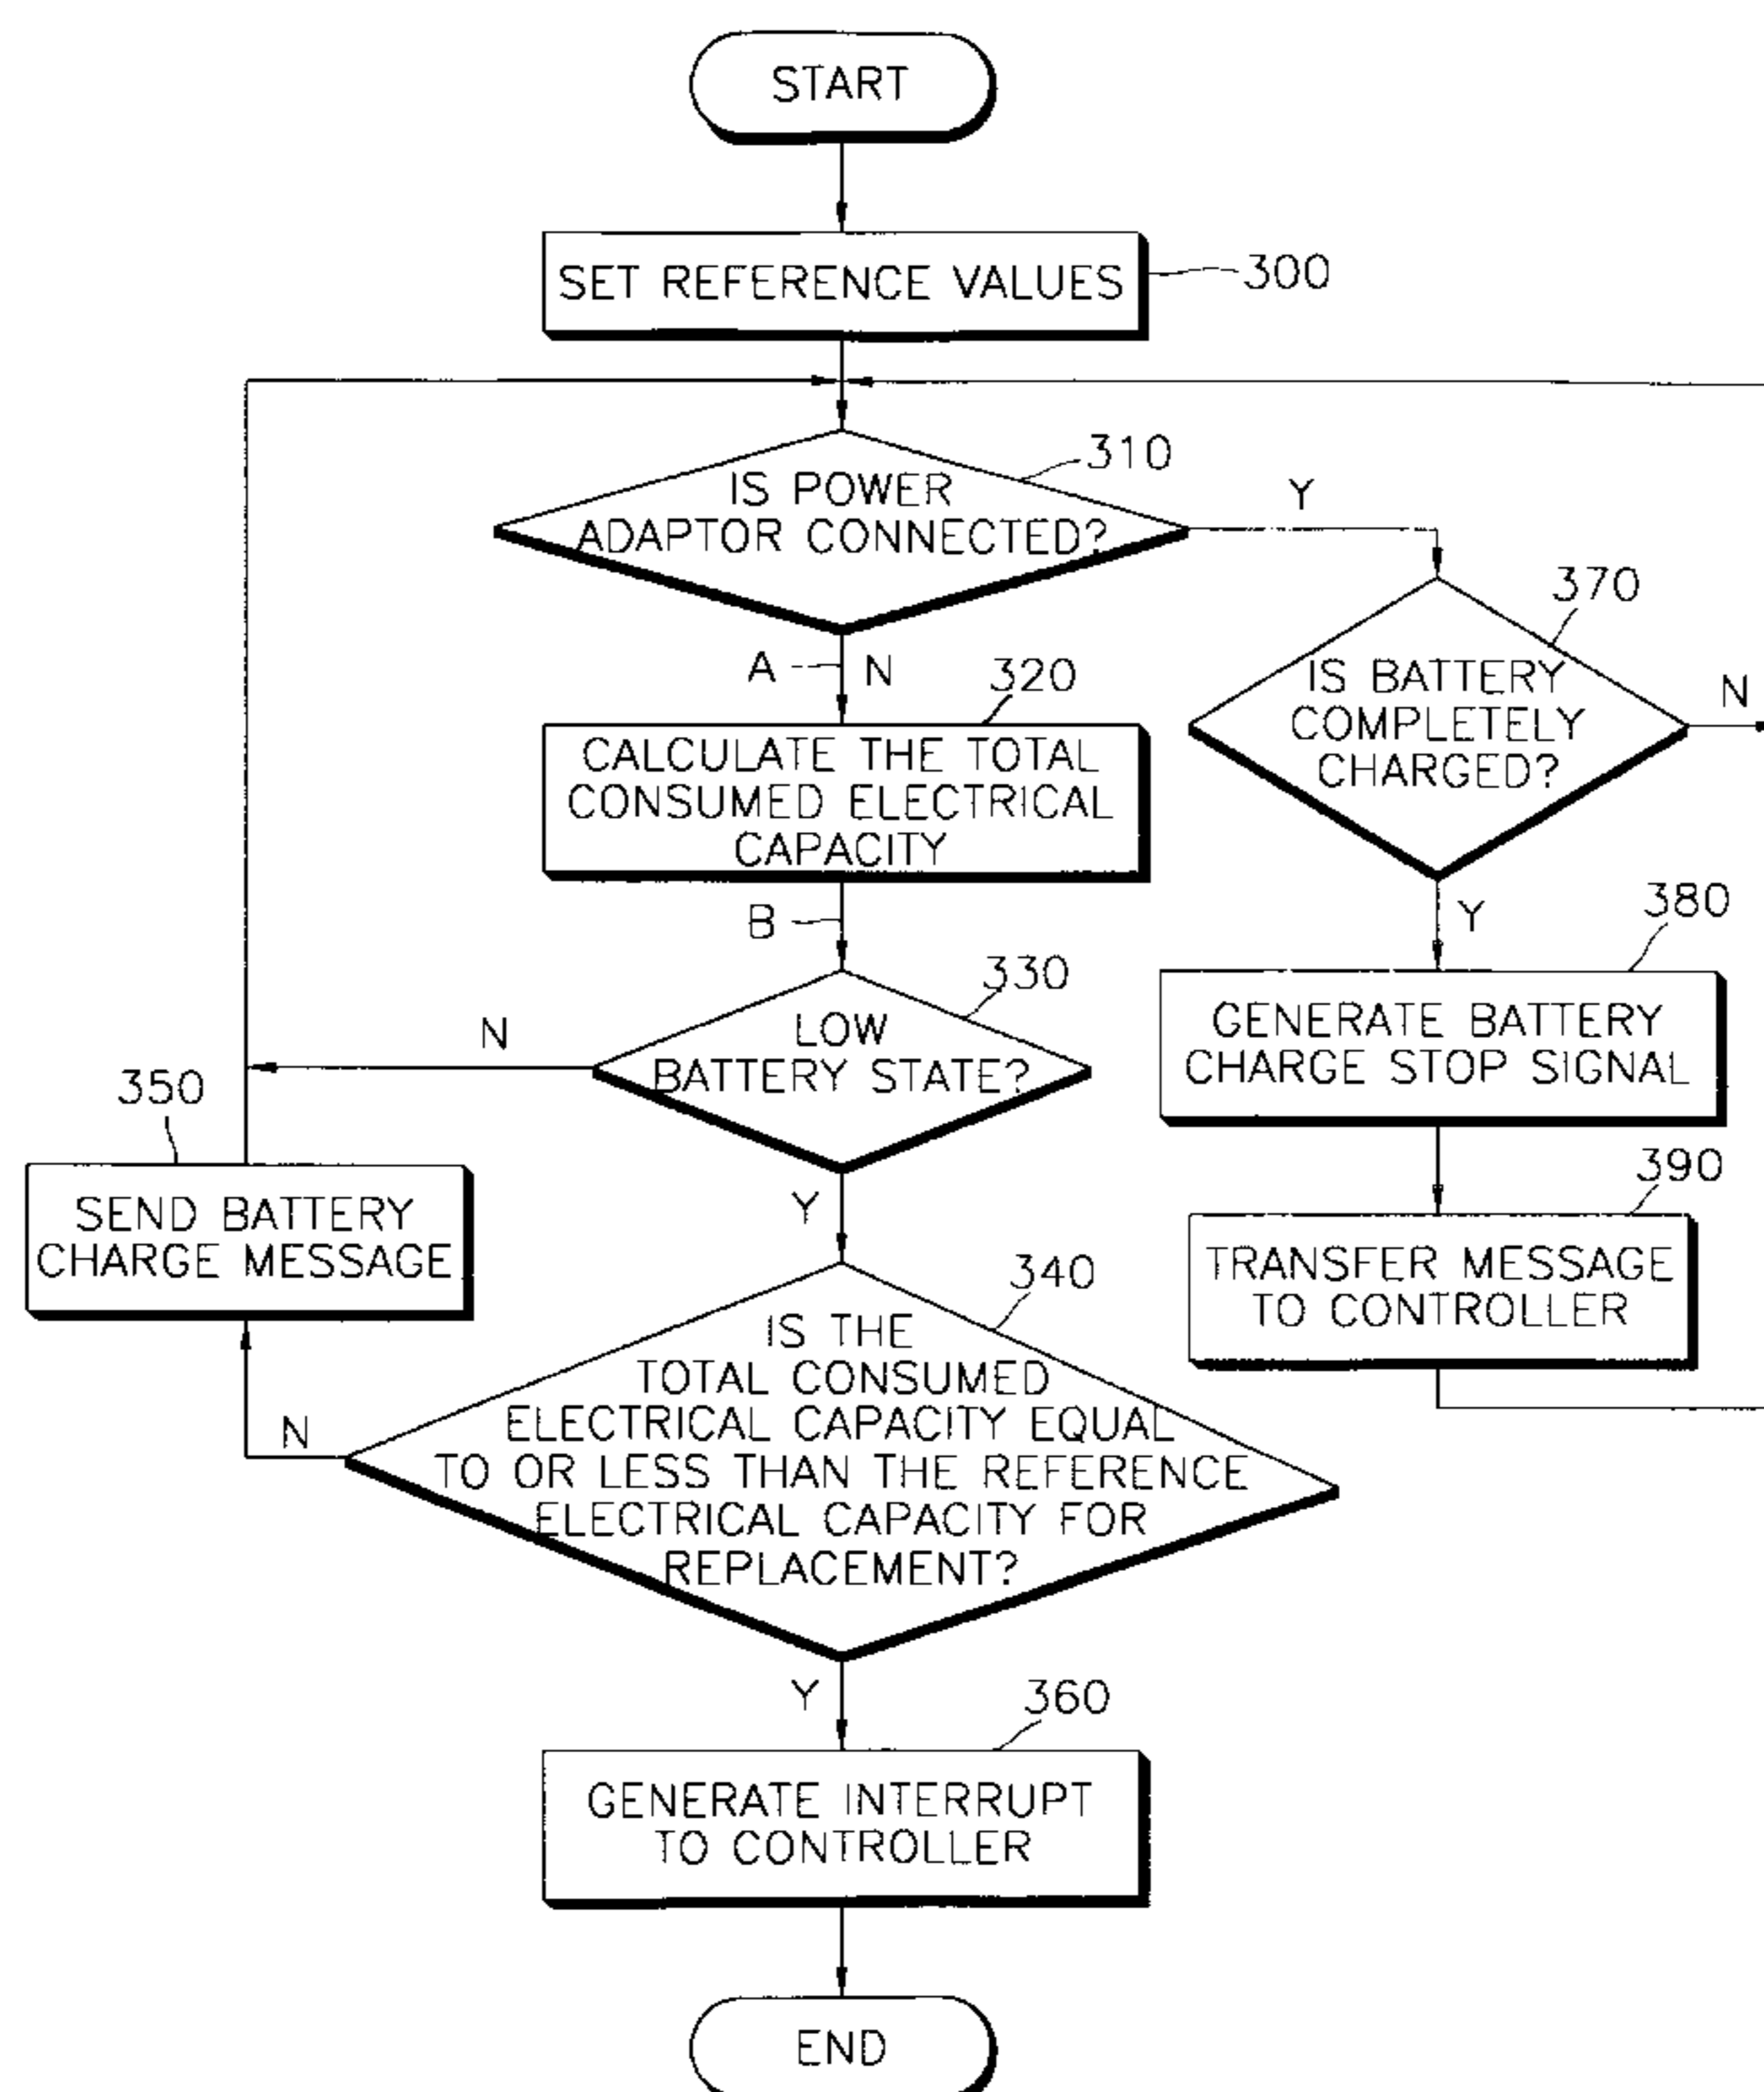 START
SET REFERENCE VALUES
300
310
IS POWER
ADAPTOR CONNECTED?
Y
370
IS BATTERY
COMPLETELY
CHARGED?
N
A
N
320
CALCULATE THE TOTAL
CONSUMED ELECTRICAL
CAPACITY
B
Y
380
GENERATE BATTERY
CHARGE STOP SIGNAL
330
LOW
BATTERY STATE?
N
350
SEND BATTERY
CHARGE MESSAGE
390
TRANSFER MESSAGE
TO CONTROLLER
Y
340
IS THE
TOTAL CONSUMED
ELECTRICAL CAPACITY EQUAL
TO OR LESS THAN THE REFERENCE
ELECTRICAL CAPACITY FOR
REPLACEMENT?
N
Y
360
GENERATE INTERRUPT
TO CONTROLLER
END